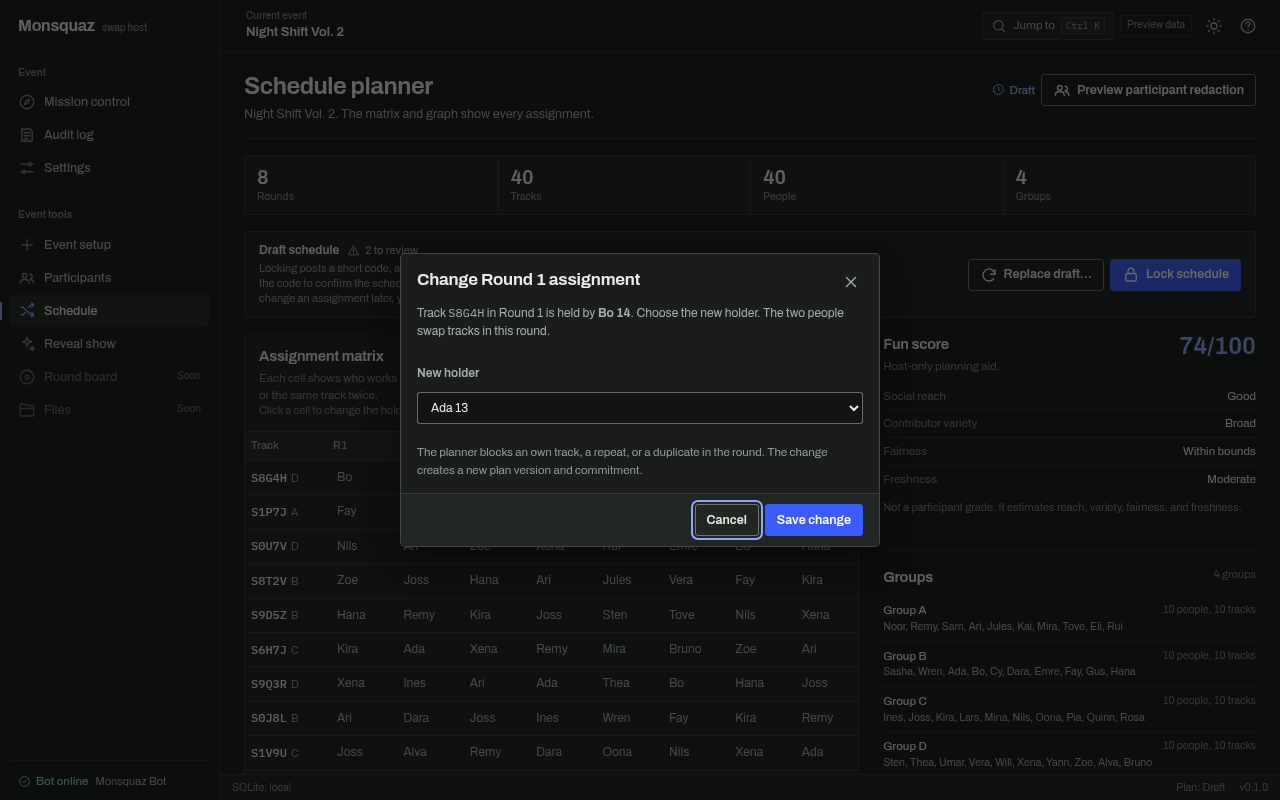 Monsquaz swap host
Current event
Night Shift Vol. 2
Jump to Ctrl K
Preview data
Event
Mission control
Audit log
Settings
Event tools
Event setup
Participants
Schedule
Reveal show
Round board Soon
Files Soon
Bot online Monsquaz Bot
Schedule planner
Night Shift Vol. 2. The matrix and graph show every assignment.
Draft
Preview participant redaction
8
Rounds
40
Tracks
40
People
4
Groups
Draft schedule 2 to review
Locking posts a short code, a
the code to confirm the sched
change an assignment later, y
Replace draft...
Lock schedule
Change Round 1 assignment
Track S8G4H in Round 1 is held by Bo 14. Choose the new holder. The two people
swap tracks in this round.
New holder
Ada 13
The planner blocks an own track, a repeat, or a duplicate in the round. The change
creates a new plan version and commitment.
Cancel
Save change
Assignment matrix
Each cell shows who works
or the same track twice.
Click a cell to change the hold
Track R1
S8G4H D Bo
S1P7J A Fay
S0U7V D Nils Ari Zoe Xena Rui Emre Bo Hana
S8T2V B Zoe Joss Hana Ari Jules Vera Fay Kira
S9D5Z B Hana Remy Kira Joss Sten Tove Nils Xena
S6H7J C Kira Ada Xena Remy Mira Bruno Zoe Ari
S9Q3R D Xena Ines Ari Ada Thea Bo Hana Joss
S0J8L B Ari Dara Joss Ines Wren Fay Kira Remy
S1V9U C Joss Alva Remy Dara Oona Nils Xena Ada
Fun score 74/100
Host-only planning aid.
Social reach Good
Contributor variety Broad
Fairness Within bounds
Freshness Moderate
Not a participant grade. It estimates reach, variety, fairness, and freshness.
Groups 4 groups
Group A 10 people, 10 tracks
Noor, Remy, Sam, Ari, Jules, Kai, Mira, Tove, Eli, Rui
Group B 10 people, 10 tracks
Sasha, Wren, Ada, Bo, Cy, Dara, Emre, Fay, Gus, Hana
Group C 10 people, 10 tracks
Ines, Joss, Kira, Lars, Mina, Nils, Oona, Pia, Quinn, Rosa
Group D 10 people, 10 tracks
Sten, Thea, Umar, Vera, Will, Xena, Yann, Zoe, Alva, Bruno
SQLite, local
Plan: Draft v0.1.0